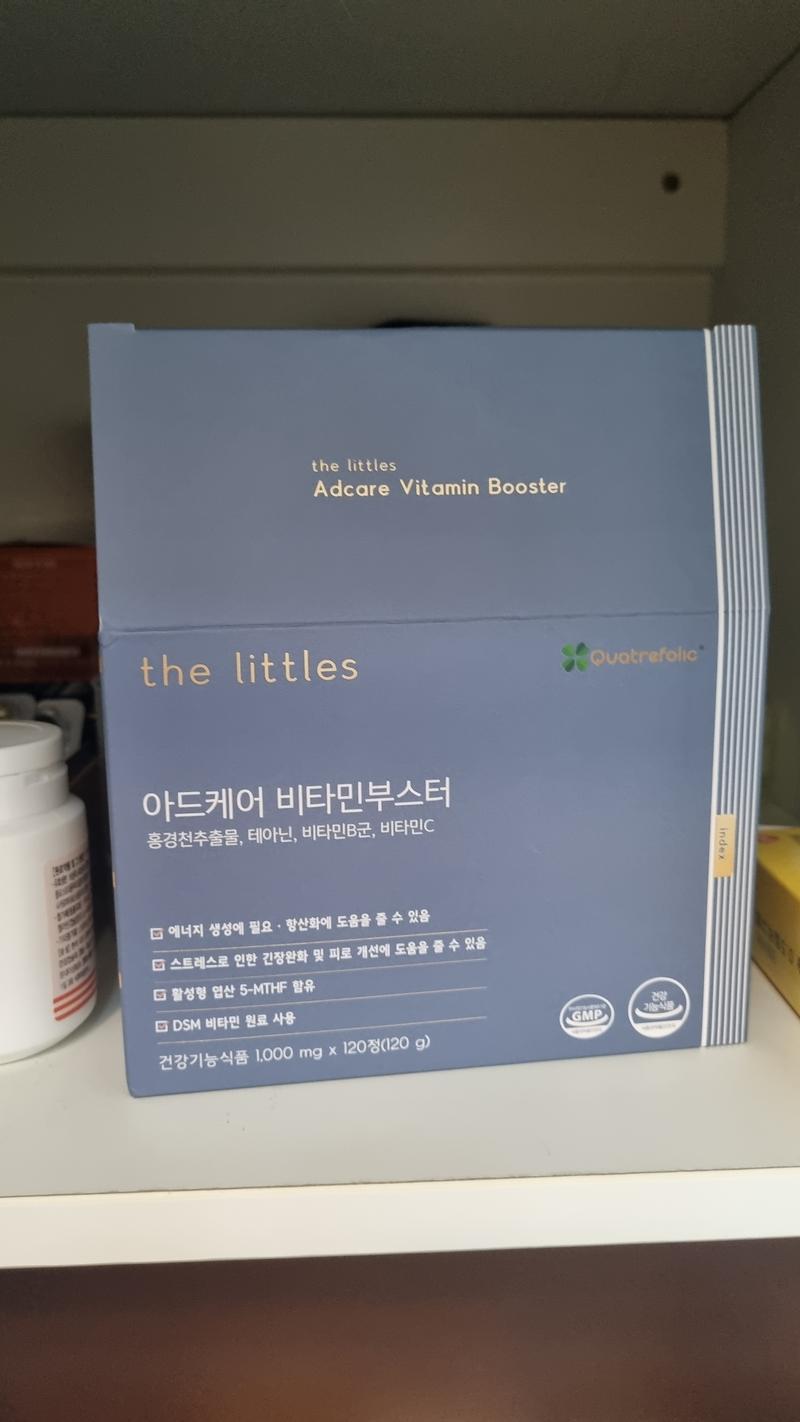 the littles
Adcare Vitamin Booster
the littles
Quatrefolic®
아드케어 비타민부스터
홍경천추출물, 테아닌, 비타민B군, 비타민C
index
에너지 생성에 필요 · 항산화에 도움을 줄 수 있음
스트레스로 인한 긴장완화 및 피로 개선에 도움을 줄 수 있음
활성형 엽산 5-MTHF 함유
DSM 비타민 원료 사용
건강기능식품 1,000 mg x 120정(120 g)
GMP
건강
기능식품